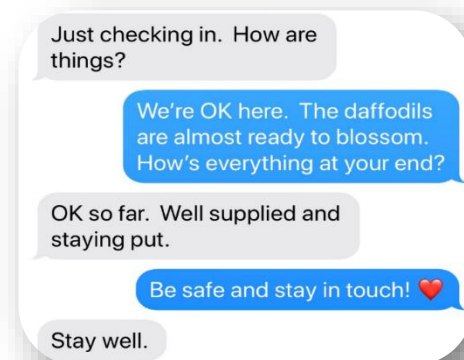 Just checking in.  How are
things?
We're OK here.  The daffodils
are almost ready to blossom.
How's everything at your end?
OK so far.  Well supplied and
staying put.
Be safe and stay in touch! ❤️
Stay well.